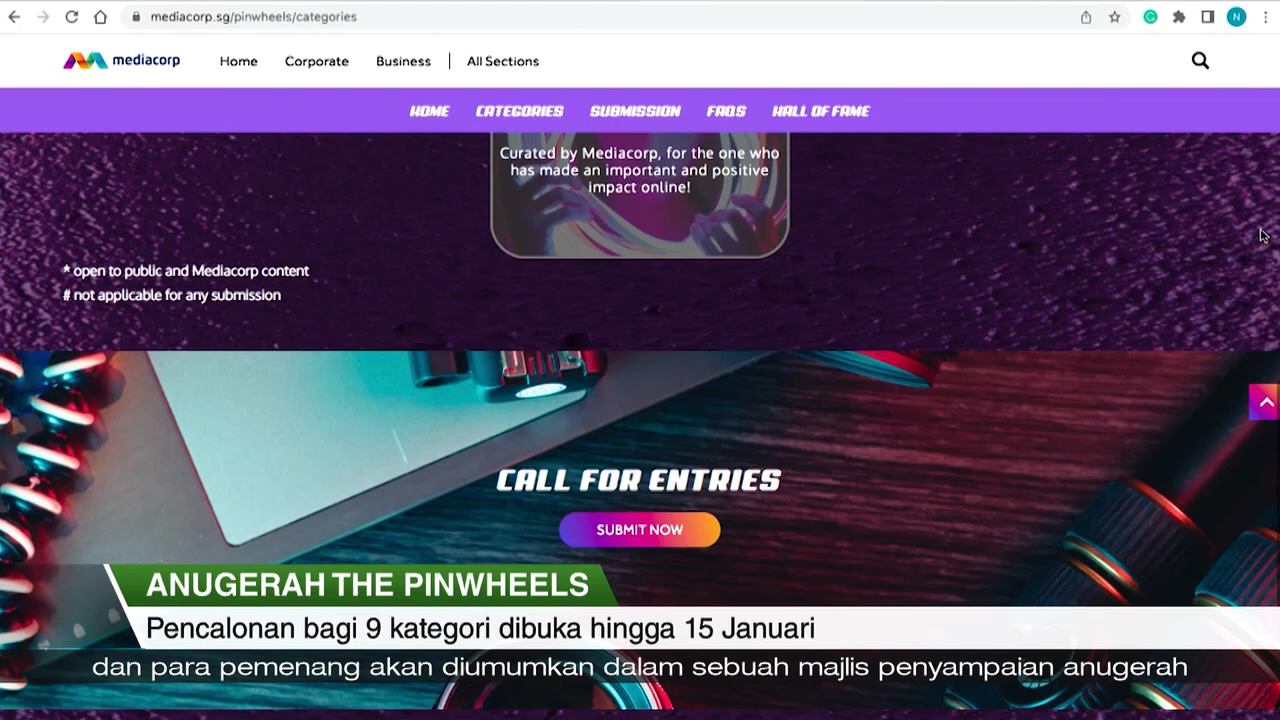 mediacorp.sg/pinwheels/categories
N
mediacorp
Home
Corporate
Business
All Sections
HOME
CATEGORIES
SUBMISSION
FAQS
HALL OF FAME
Curated by Mediacorp, for the one who
has made an important and positive
impact online!
* open to public and Mediacorp content
# not applicable for any submission
CALL FOR ENTRIES
SUBMIT NOW
ANUGERAH THE PINWHEELS
Pencalonan bagi 9 kategori dibuka hingga 15 Januari
dan para pemenang akan diumumkan dalam sebuah majlis penyampaian anugerah